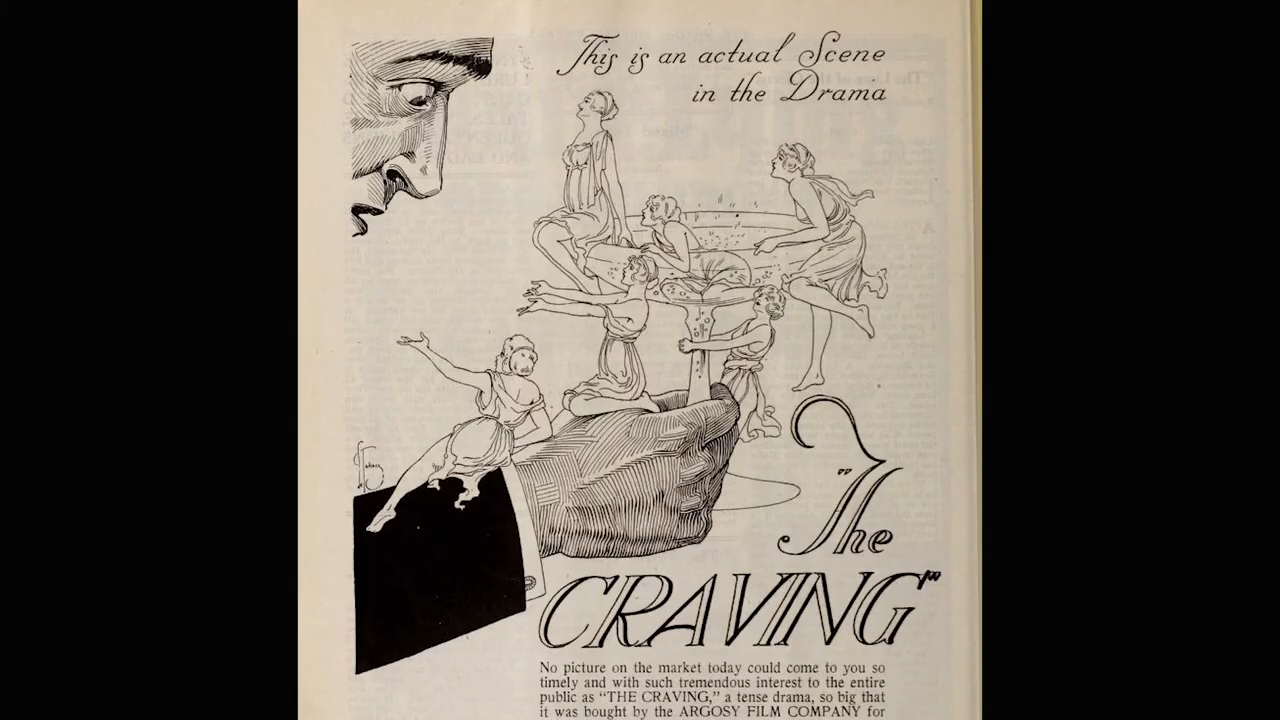 This is an actual Scene
in the Drama
"The
CRAVING"
No picture on the market today could come to you so
timely and with such tremendous interest to the entire
public as "THE CRAVING," a tense drama, so big that
it was bought by the ARGOSY FILM COMPANY for